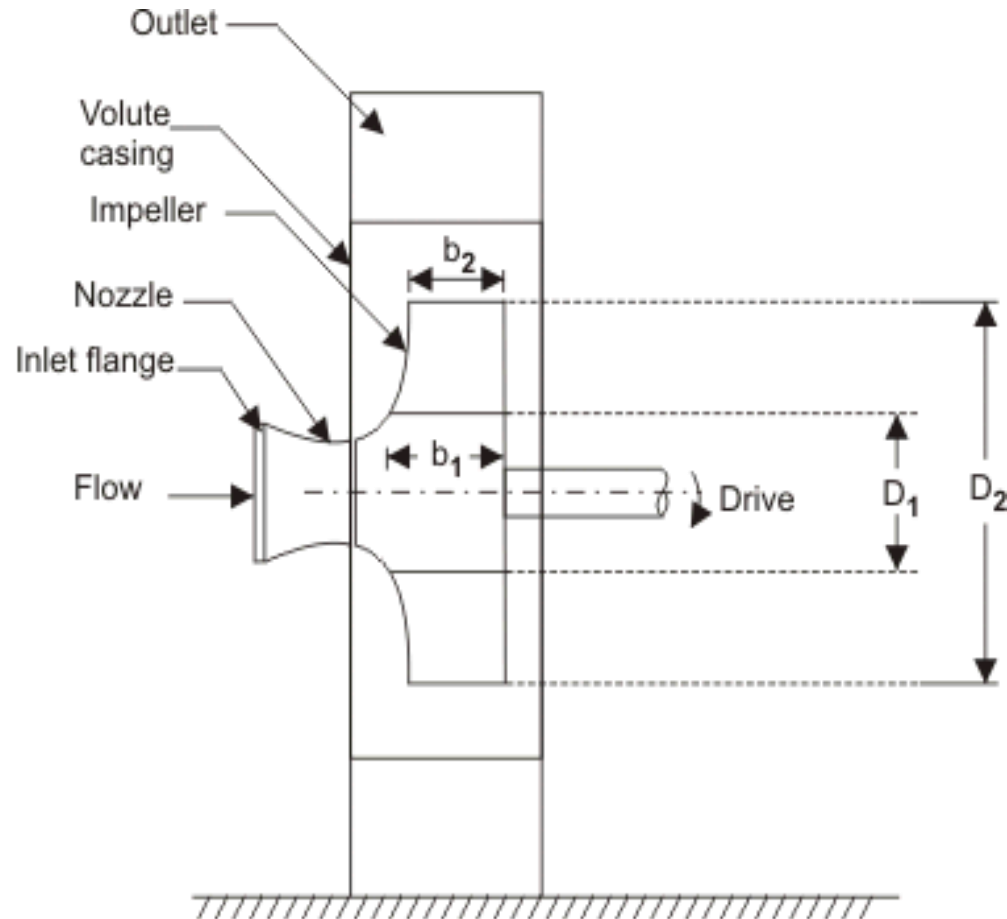 Outlet
Volute
casing
Impeller
b2
Nozzle
Inlet flange
b1
Flow
Drive
D1
D2